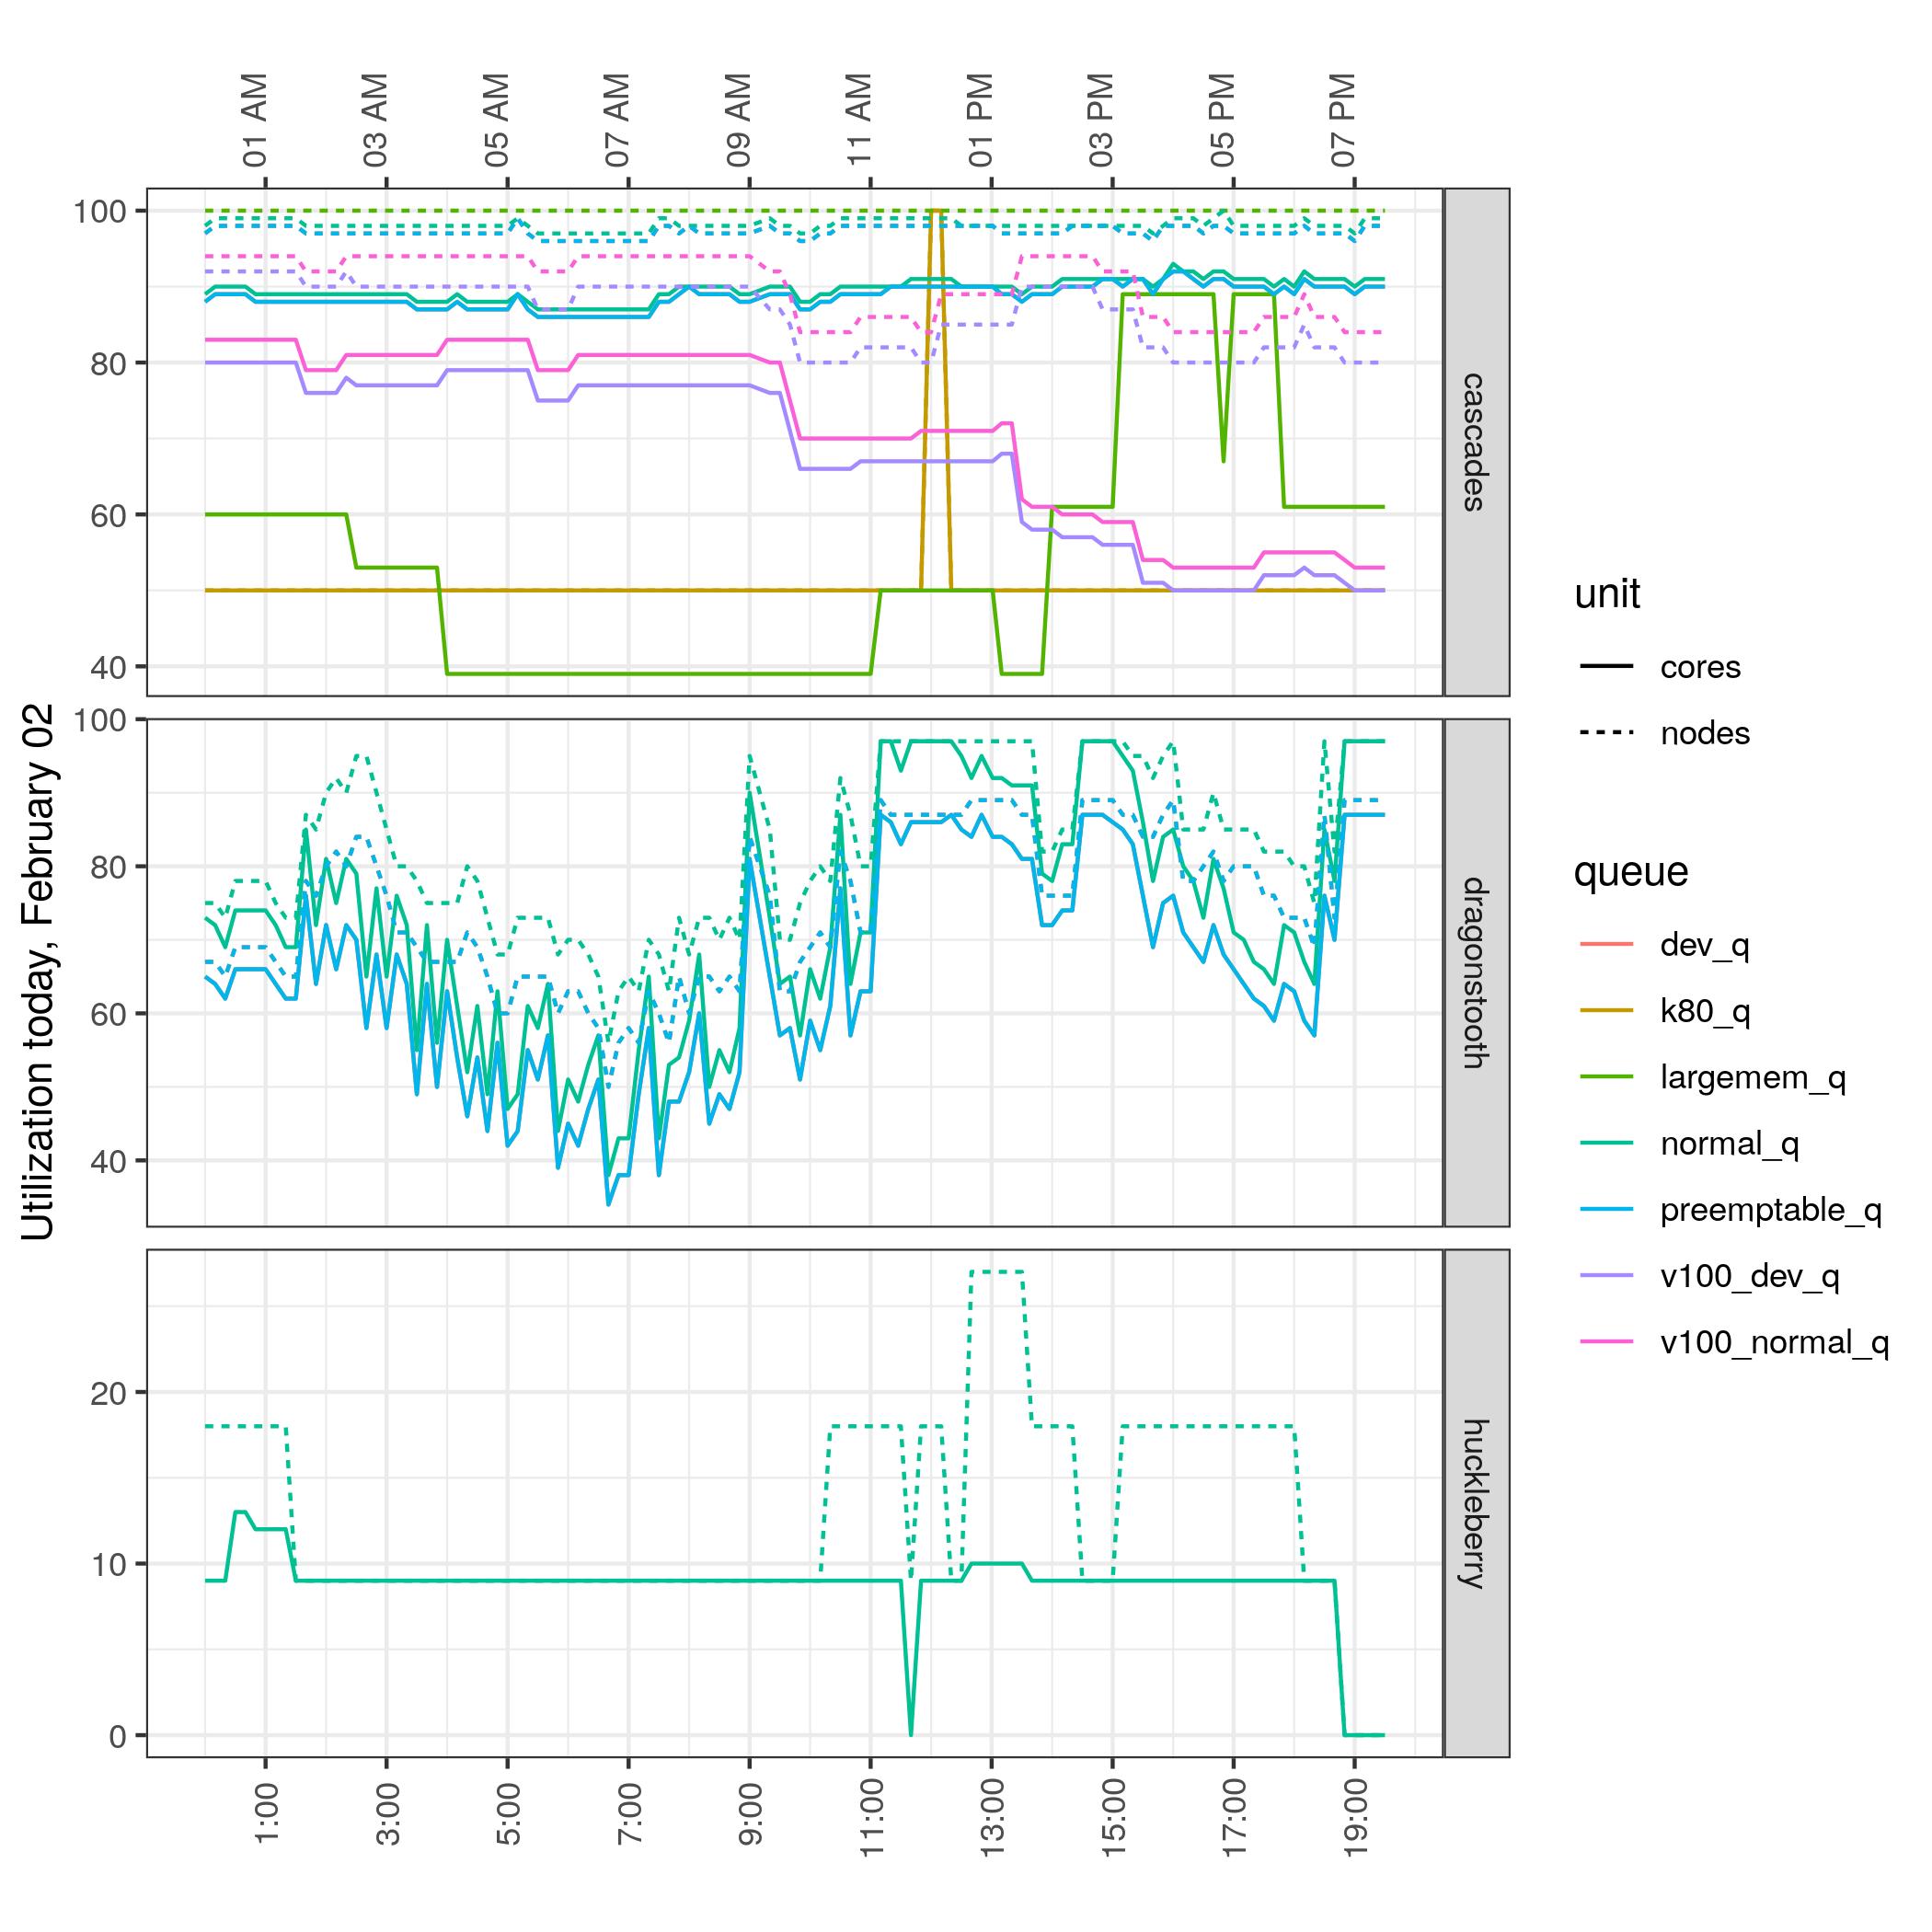 01 AM
03 AM
05 AM
07 AM
09 AM
11 AM
01 PM
03 PM
05 PM
07 PM
Utilization today, February 02
100
80
60
40
cascades
100
80
60
40
dragonstooth
20
10
0
huckleberry
1:00
3:00
5:00
7:00
9:00
11:00
13:00
15:00
17:00
19:00
unit
cores
nodes
queue
dev_q
k80_q
largemem_q
normal_q
preemptable_q
v100_dev_q
v100_normal_q